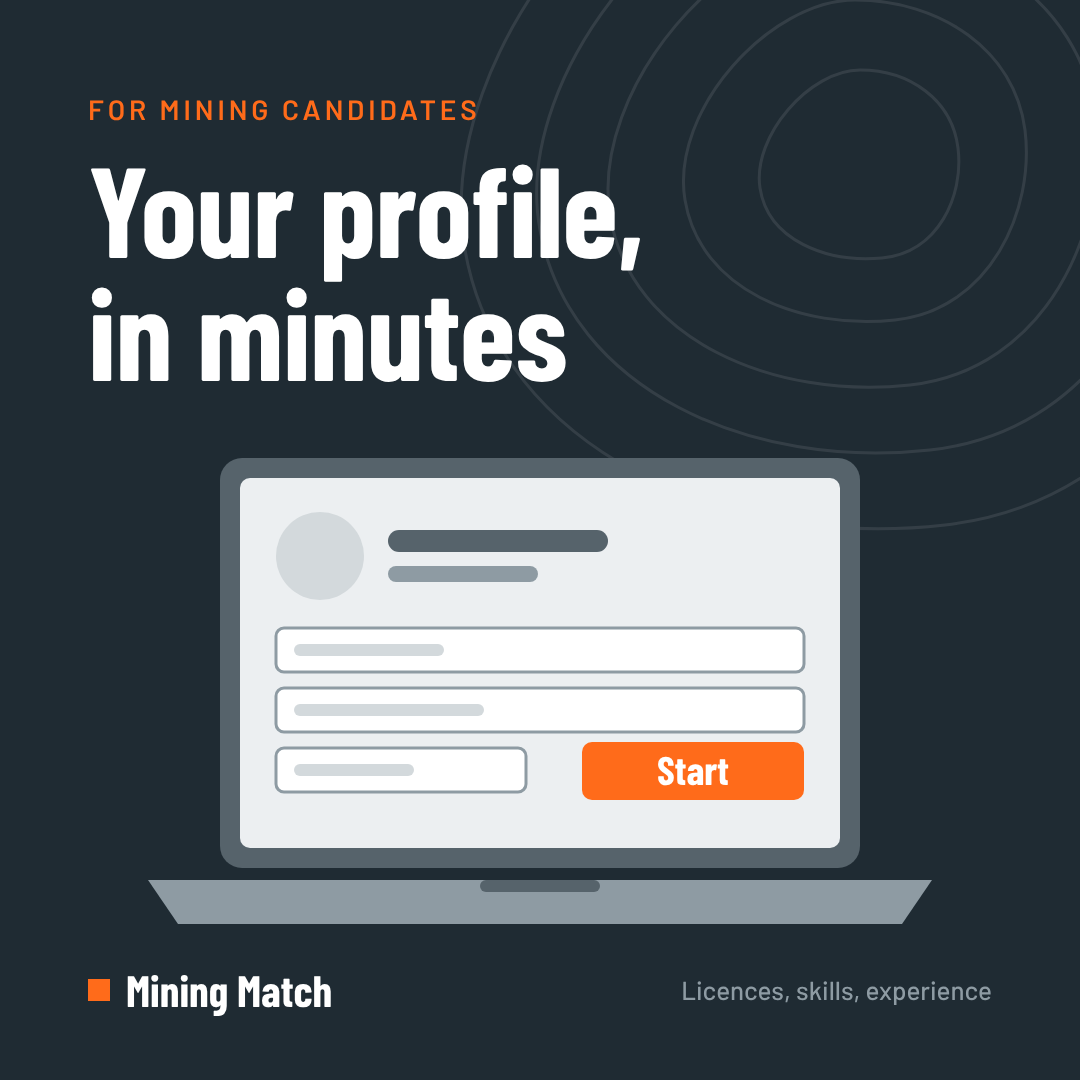 FOR MINING CANDIDATES
Your profile,
in minutes
Start
Mining Match
Licences, skills, experience